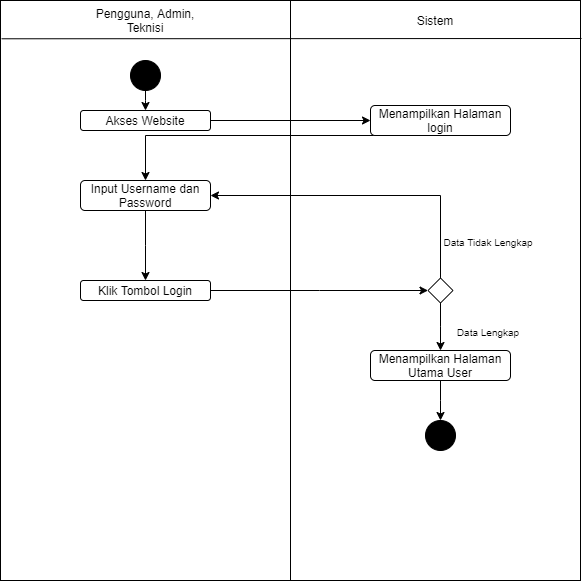 Pengguna, Admin,
Teknisi
Sistem
Akses Website
Menampilkan Halaman
login
Input Username dan
Password
Data Tidak Lengkap
Klik Tombol Login
Data Lengkap
Menampilkan Halaman
Utama User